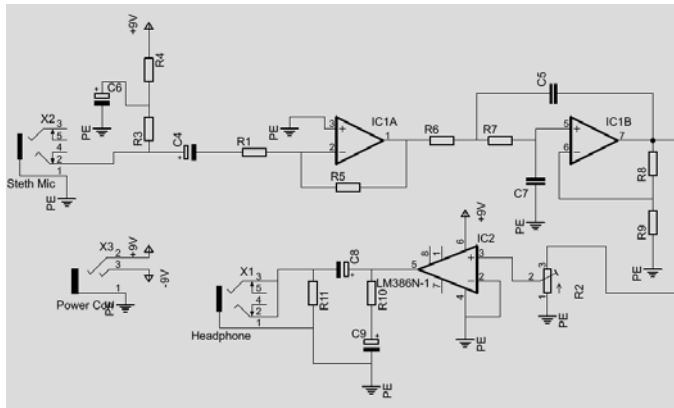 +9V
R4
C6
+
PE
R3
X2
3
5
4
2
1
Steth Mic
PE
C4
+
R1
PE
3
+
2
−
1
IC1A
R5
R6
R7
C5
C7
PE
5
+
6
−
7
IC1B
R8
R9
PE
X3
+9V
2
3
-9V
1
PE
X1
3
5
4
2
1
Headphone
R11
C8
+
R10
C9
+
PE
+9V
6
IC2
8
1
5
LM386N-1
7
+
3
−
2
4
PE
3
2
1
R2
PE